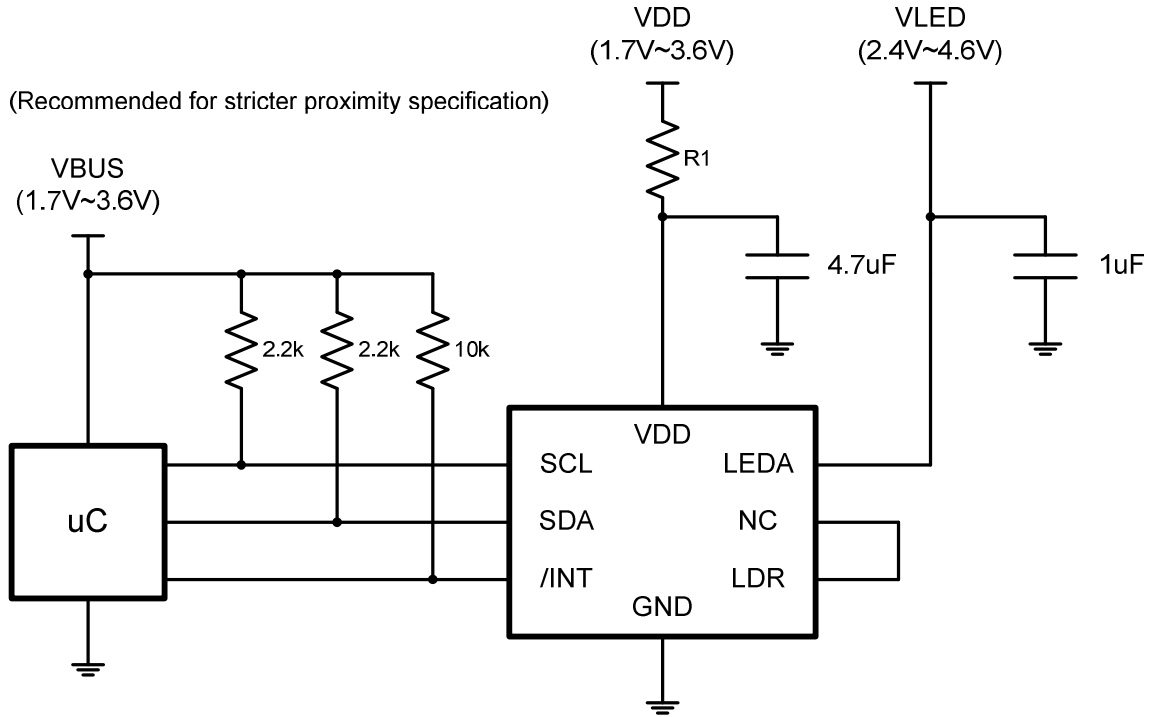 VDD
(1.7V~3.6V)
VLED
(2.4V~4.6V)
(Recommended for stricter proximity specification)
VBUS
(1.7V~3.6V)
R1
4.7uF
1uF
2.2k
2.2k
10k
uC
VDD
SCL
LEDA
SDA
NC
/INT
LDR
GND